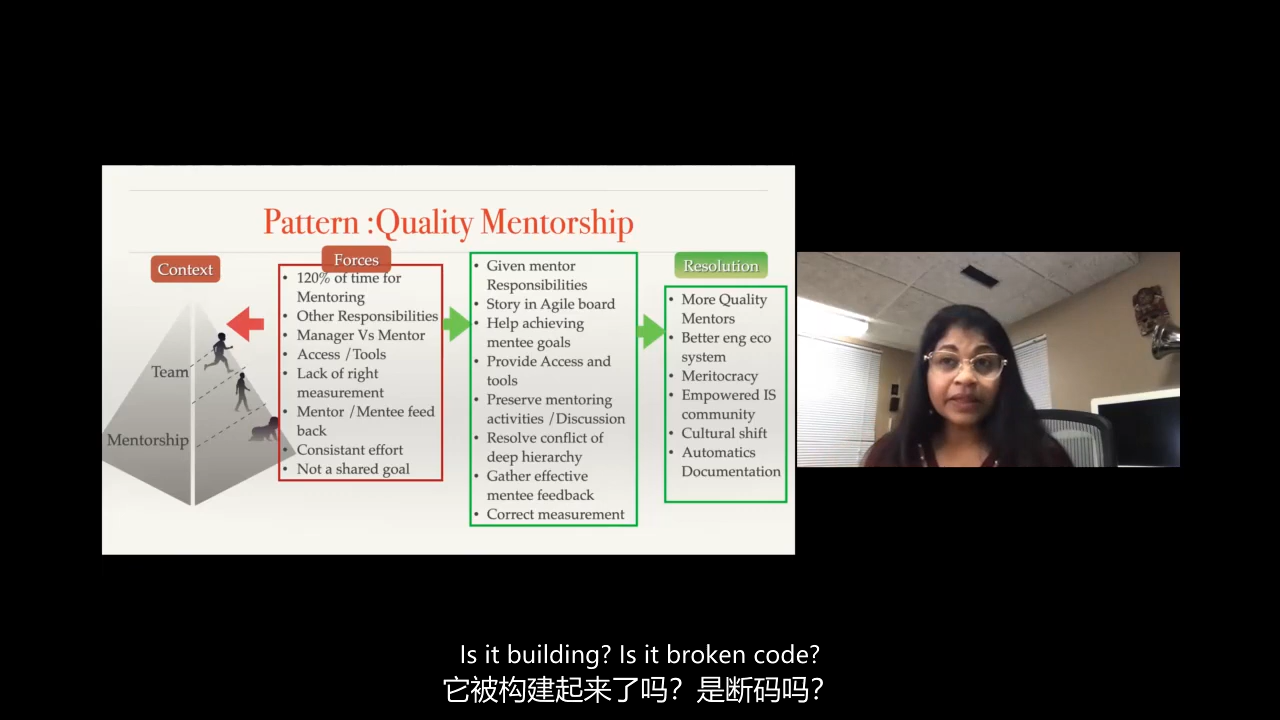 Pattern :Quality Mentorship
Context
Team
Mentorship
Forces
• 120% of time for
Mentoring
• Other Responsibilities
• Manager Vs Mentor
• Access /Tools
• Lack of right
measurement
• Mentor /Mentee feed
back
• Consistant effort
• Not a shared goal
• Given mentor
Responsibilities
• Story in Agile board
• Help achieving
mentee goals
• Provide Access and
tools
• Preserve mentoring
activities /Discussion
• Resolve conflict of
deep hierarchy
• Gather effective
mentee feedback
• Correct measurement
Resolution
• More Quality
Mentors
• Better eng eco
system
• Meritocracy
• Empowered IS
community
• Cultural shift
• Automatics
Documentation
Is it building? Is it broken code?
它被构建起来了吗？是断码吗？